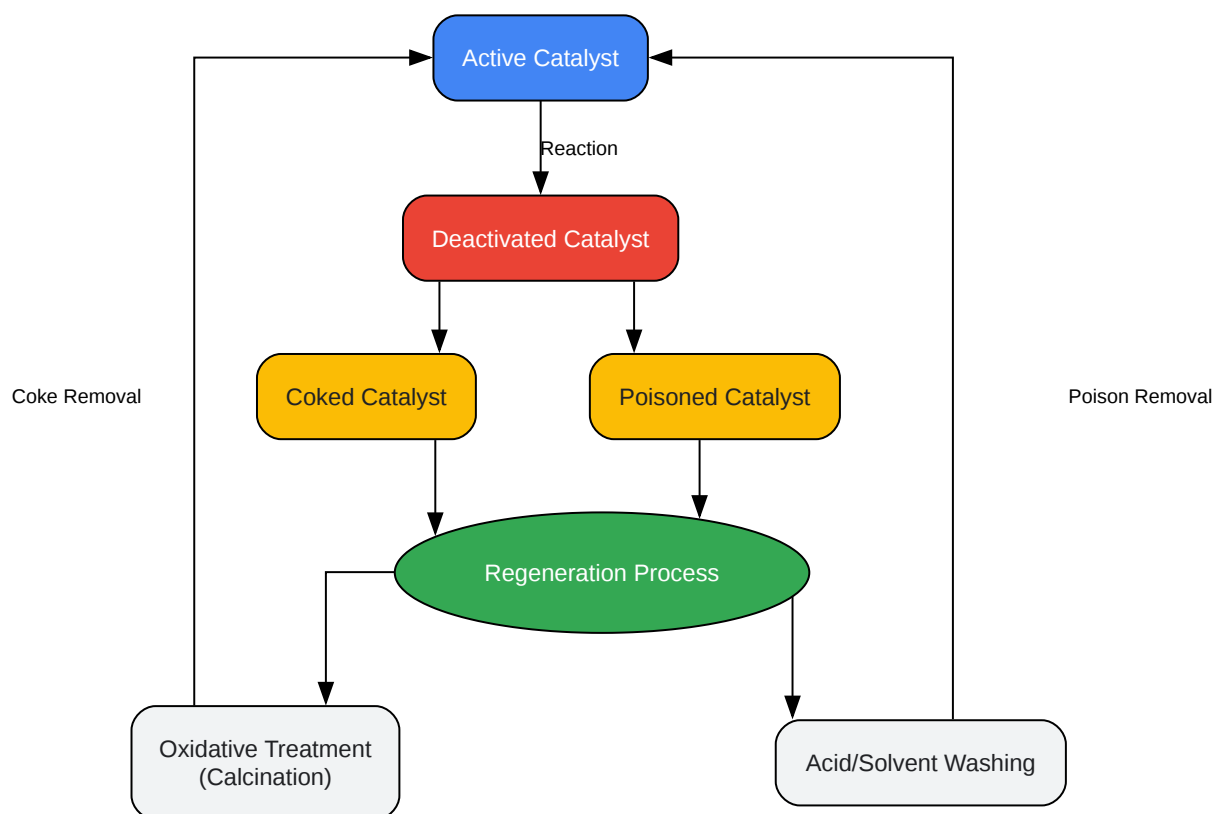 Active Catalyst
Reaction
Deactivated Catalyst
Coked Catalyst
Poisoned Catalyst
Coke Removal
Poison Removal
Regeneration Process
Oxidative Treatment
(Calcination)
Acid/Solvent Washing